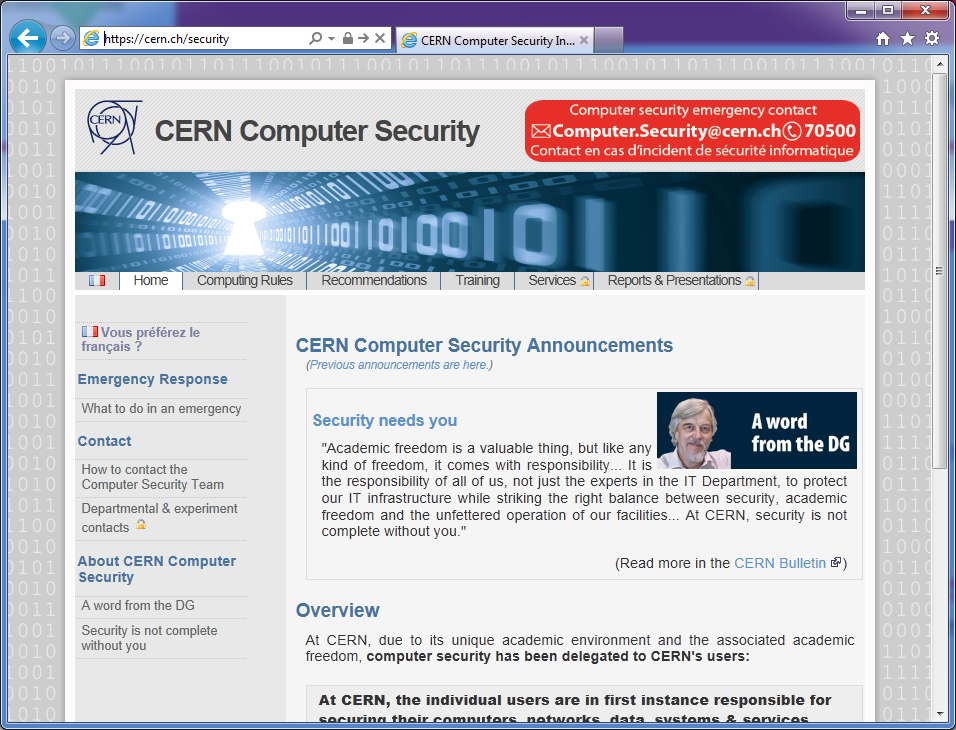 https://cern.ch/security
CERN Computer Security In...
CERN
CERN Computer Security
Computer security emergency contact
Computer.Security@cern.ch 70500
Contact en cas d'incident de sécurité informatique
Home Computing Rules Recommendations Training Services Reports & Presentations
Vous préférez le
français ?
Emergency Response
What to do in an emergency
Contact
How to contact the
Computer Security Team
Departmental & experiment
contacts
About CERN Computer
Security
A word from the DG
Security is not complete
without you
CERN Computer Security Announcements
(Previous announcements are here.)
Security needs you
A word
from the DG
"Academic freedom is a valuable thing, but like any
kind of freedom, it comes with responsibility... It is
the responsibility of all of us, not just the experts in the IT Department, to protect
our IT infrastructure while striking the right balance between security, academic
freedom and the unfettered operation of our facilities... At CERN, security is not
complete without you."
(Read more in the CERN Bulletin )
Overview
At CERN, due to its unique academic environment and the associated academic
freedom, computer security has been delegated to CERN's users:
At CERN, the individual users are in first instance responsible for
securing their computers, networks, data, systems & services